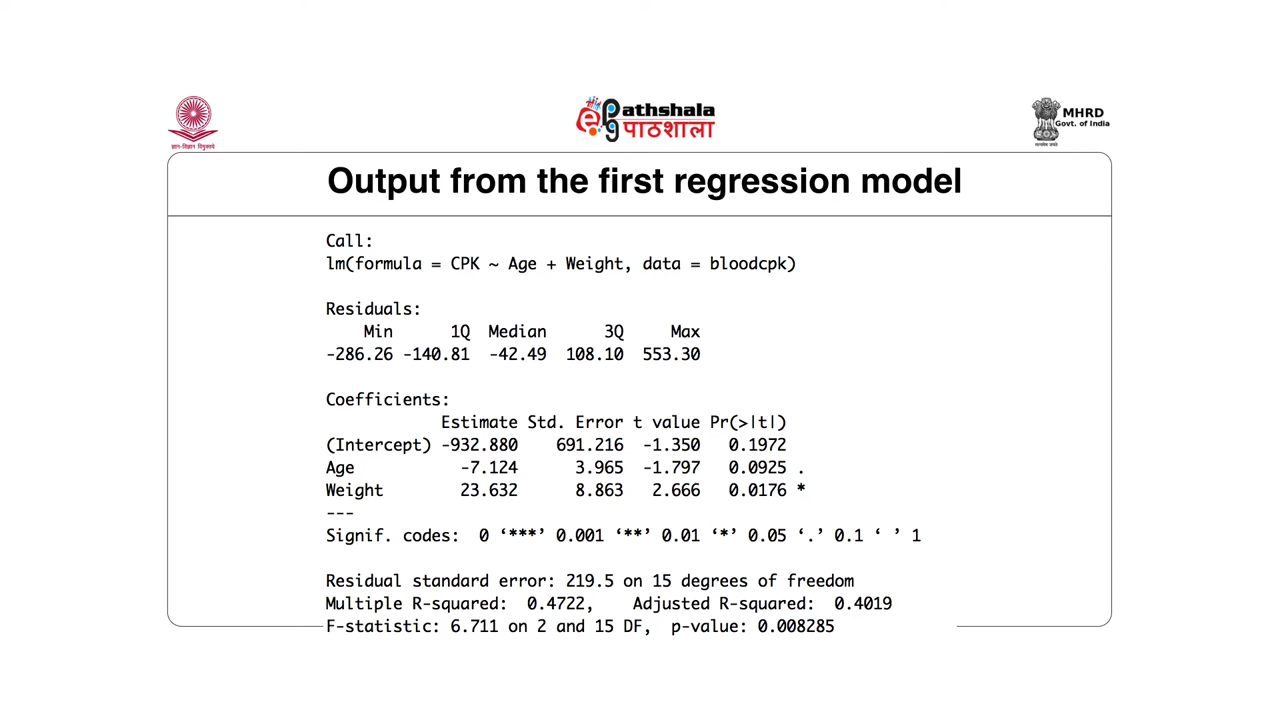 Pathshala
पाठशाला
MHRD
Govt. of India
ज्ञान-विज्ञान विमुक्तये
सत्यमेव जयते
Output from the first regression model
Call:
lm(formula = CPK ~ Age + Weight, data = bloodcpk)
Residuals:
Min 1Q Median 3Q Max
-286.26 -140.81 -42.49 108.10 553.30
Coefficients:
Estimate Std. Error t value Pr(>|t|)
(Intercept) -932.880 691.216 -1.350 0.1972
Age -7.124 3.965 -1.797 0.0925 .
Weight 23.632 8.863 2.666 0.0176 *
---
Signif. codes: 0 ‘***’ 0.001 ‘**’ 0.01 ‘*’ 0.05 ‘.’ 0.1 ‘ ’ 1
Residual standard error: 219.5 on 15 degrees of freedom
Multiple R-squared: 0.4722, Adjusted R-squared: 0.4019
F-statistic: 6.711 on 2 and 15 DF, p-value: 0.008285